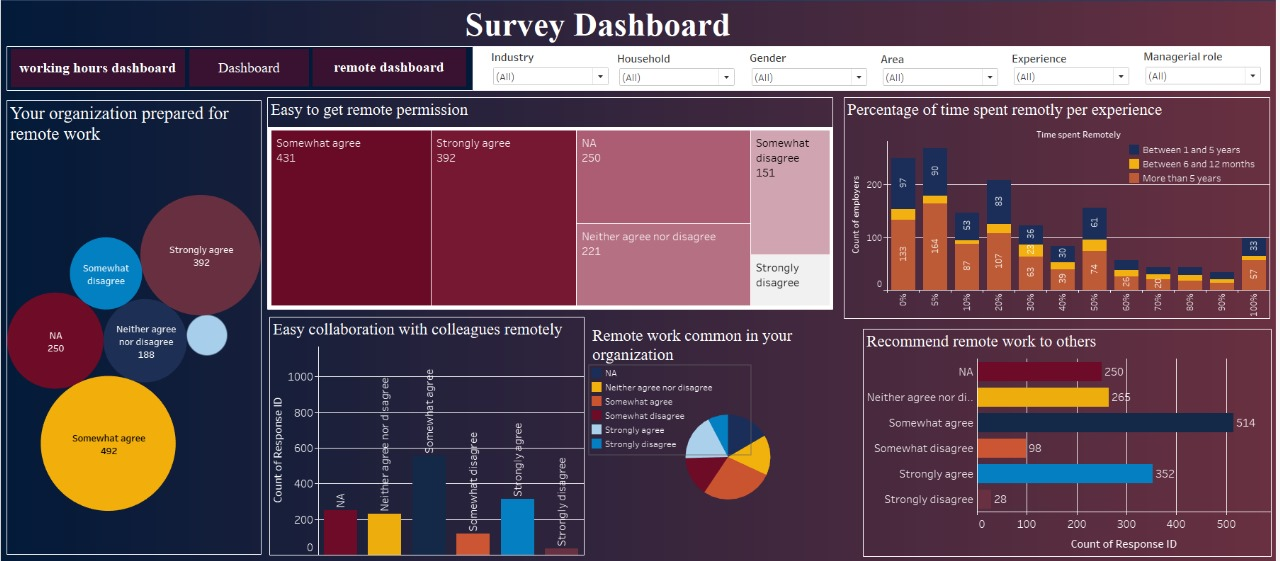 Survey Dashboard
working hours dashboard
Dashboard
remote dashboard
Industry
(All)
Household
(All)
Gender
(All)
Area
(All)
Experience
(All)
Managerial role
(All)
Your organization prepared for
remote work
Strongly agree
392
Somewhat
disagree
NA
250
Neither agree
nor disagree
188
Somewhat agree
492
Easy to get remote permission
Somewhat agree
431
Strongly agree
392
NA
250
Neither agree nor disagree
221
Somewhat
disagree
151
Strongly
disagree
Percentage of time spent remotly per experience
Time spent Remotely
Between 1 and 5 years
Between 6 and 12 months
More than 5 years
Count of employers
200
100
0
97
133
90
164
53
87
83
107
36
23
63
30
39
61
74
26
20
33
57
0%
5%
10%
20%
30%
40%
50%
60%
70%
80%
90%
100%
Easy collaboration with colleagues remotely
Count of Response ID
1000
800
600
400
200
0
NA
Neither agree nor disagree
Somewhat agree
Somewhat disagree
Strongly agree
Strongly disagree
Remote work common in your
organization
NA
Neither agree nor disagree
Somewhat agree
Somewhat disagree
Strongly agree
Strongly disagree
Recommend remote work to others
NA
250
Neither agree nor di..
265
Somewhat agree
514
Somewhat disagree
98
Strongly agree
352
Strongly disagree
28
0 100 200 300 400 500
Count of Response ID